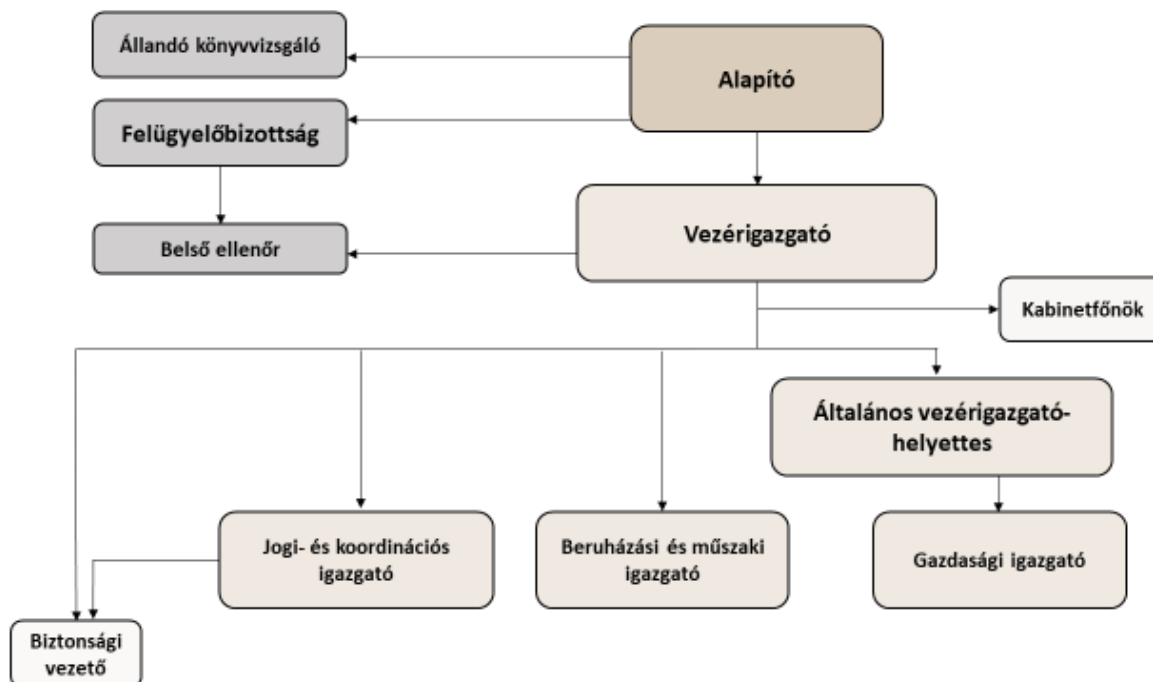 Állandó könyvvizsgáló
Alapító
Felügyelőbizottság
Vezérigazgató
Belső ellenőr
Kabinetfőnök
Általános vezérigazgató-
helyettes
Jogi- és koordinációs
igazgató
Beruházási és műszaki
igazgató
Gazdasági igazgató
Biztonsági
vezető